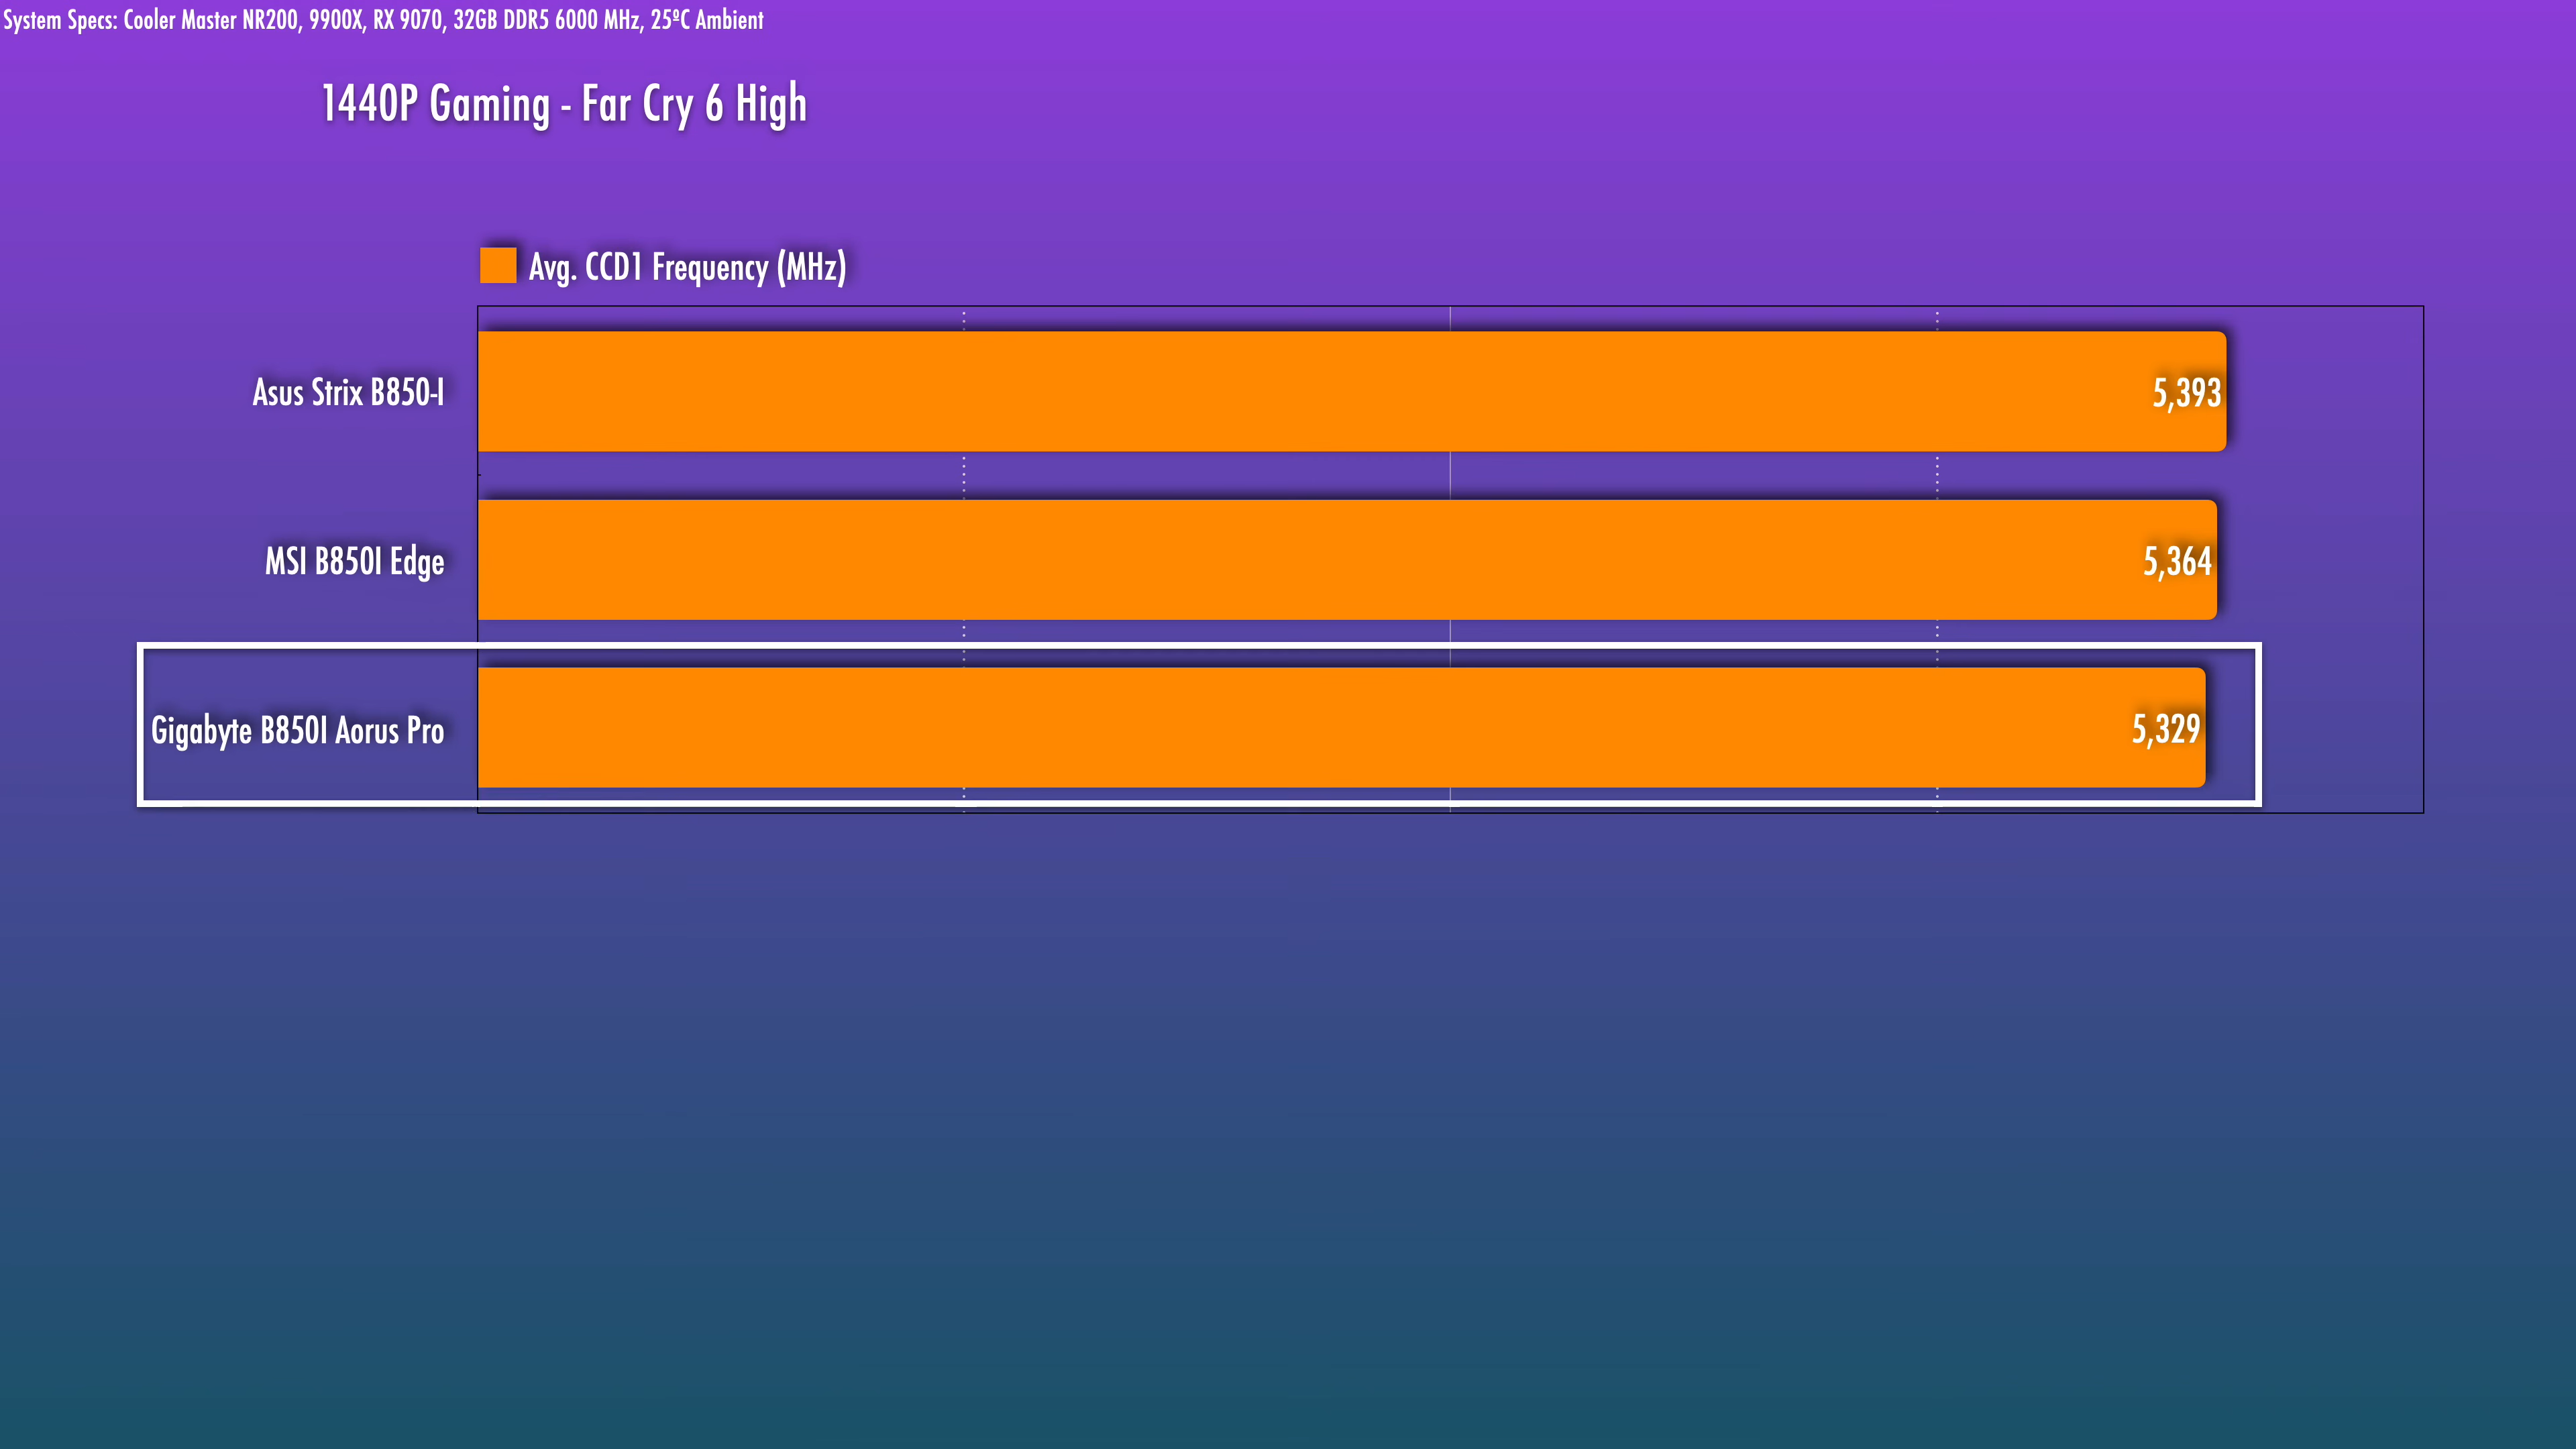 System Specs: Cooler Master NR200, 9900X, RX 9070, 32GB DDR5 6000 MHz, 25ºC Ambient
1440P Gaming - Far Cry 6 High
Avg. CCD1 Frequency (MHz)
Asus Strix B850-I 5,393
MSI B850I Edge 5,364
Gigabyte B850I Aorus Pro 5,329